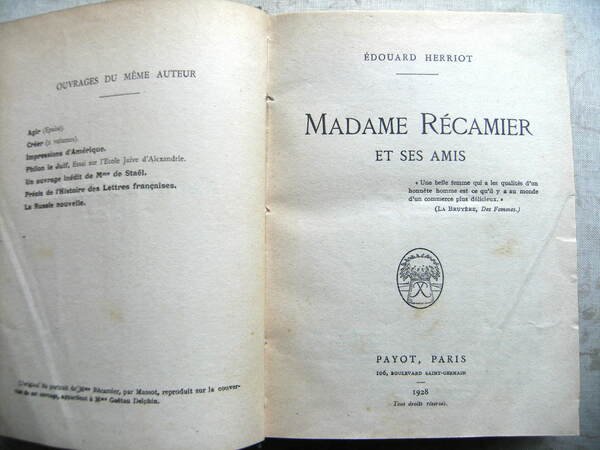 OUVRAGES DU MÊME AUTEUR
Agir (Épuisé).
Créer (2 volumes).
Impressions d'Amérique.
Philon le Juif, Essai sur l'École Juive d'Alexandrie.
Un ouvrage inédit de Mme de Staël.
Précis de l'Histoire des Lettres françaises.
La Russie nouvelle.
L'original du portrait de Mme Récamier, par Massot, reproduit sur la couver-
ture de cet ouvrage, appartient à Mme Gaétan Delphin.
ÉDOUARD HERRIOT
MADAME RÉCAMIER
ET SES AMIS
« Une belle femme qui a les qualités d'un
honnête homme est ce qu'il y a au monde
d'un commerce plus délicieux. »
(LA BRUYÈRE, Des Femmes.)
PAYOT, PARIS
106, BOULEVARD SAINT-GERMAIN
1928
Tous droits réservés.